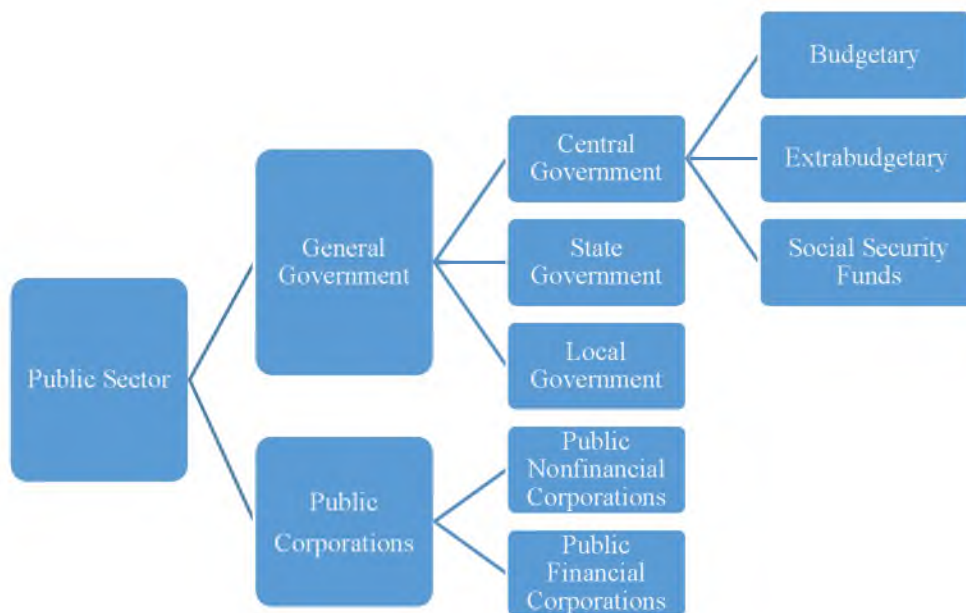 Public Sector
General
Government
Public
Corporations
Central
Government
State
Government
Local
Government
Public
Nonfinancial
Corporations
Public
Financial
Corporations
Budgetary
Extrabudgetary
Social Security
Funds